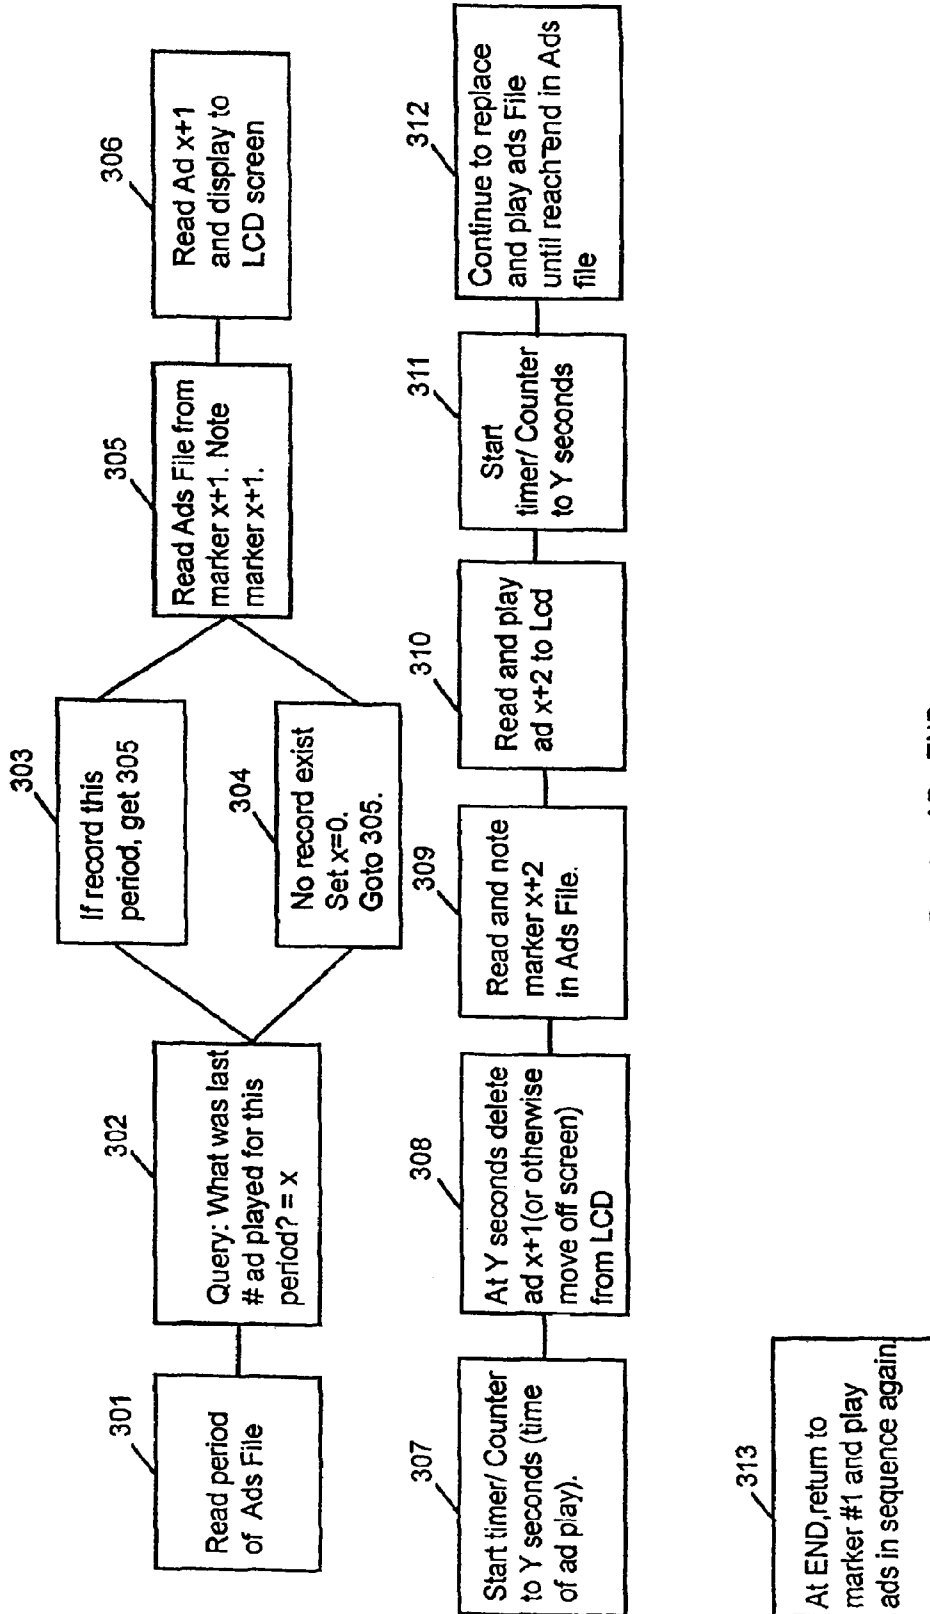 301
Read period
of Ads File
302
Query: What was last
# ad played for this
period? = x
303
If record this
period, get 305
304
No record exist
Set x=0.
Goto 305.
305
Read Ads File from
marker x+1. Note
marker x+1.
306
Read Ad x+1
and display to
LCD screen
307
Start timer/ Counter
to Y seconds (time
of ad play).
308
At Y seconds delete
ad x+1(or otherwise
move off screen)
from LCD
309
Read and note
marker x+2
in Ads File.
310
Read and play
ad x+2 to Lcd
311
Start
timer/ Counter
to Y seconds
312
Continue to replace
and play ads File
until reach end in Ads
file
313
At END,return to
marker #1 and play
ads in sequence again.